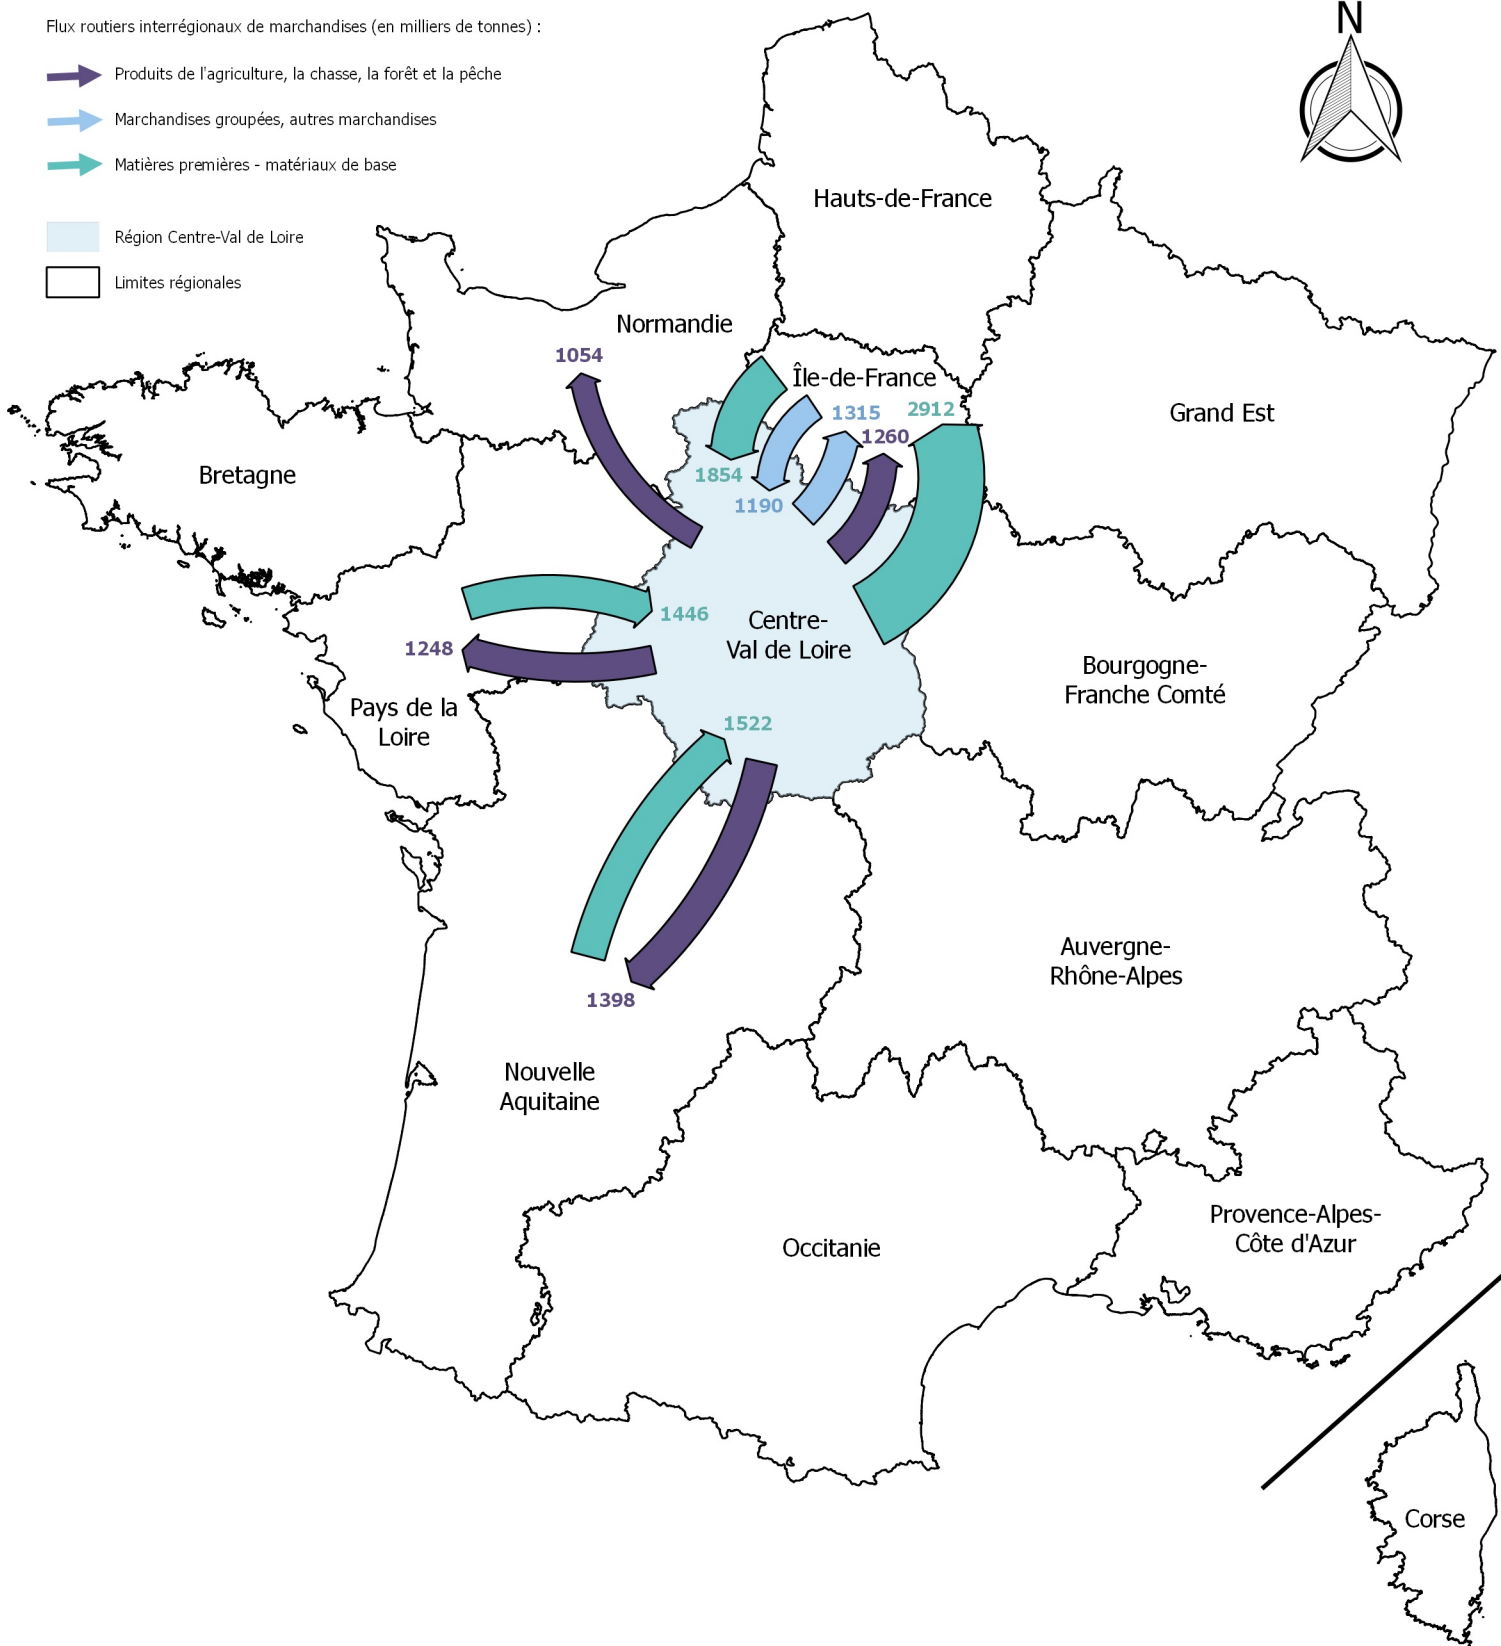 Flux routiers interrégionaux de marchandises (en milliers de tonnes) :
Produits de l'agriculture, la chasse, la forêt et la pêche
Marchandises groupées, autres marchandises
Matières premières - matériaux de base
Région Centre-Val de Loire
Limites régionales
N
Hauts-de-France
Normandie
1054
Île-de-France
1315
2912
1260
Grand Est
Bretagne
1854
1190
1446
Centre-
Val de Loire
1248
Bourgogne-
Franche Comté
Pays de la
Loire
1522
Auvergne-
Rhône-Alpes
1398
Nouvelle
Aquitaine
Provence-Alpes-
Côte d'Azur
Occitanie
Corse